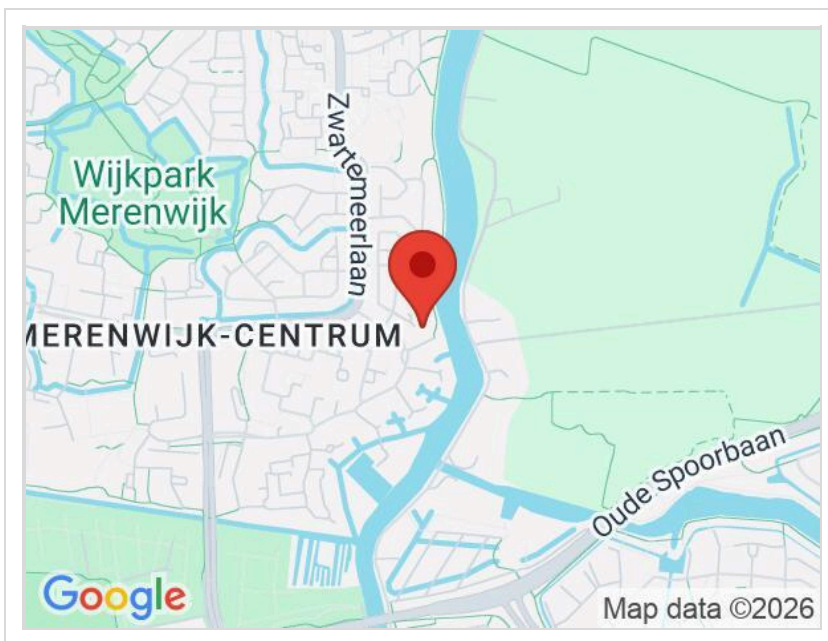 Zwartemeerlaan
Wijkpark
Merenwijk
MERENWIJK-CENTRUM
Oude Spoorbaan
Google
Map data ©2026